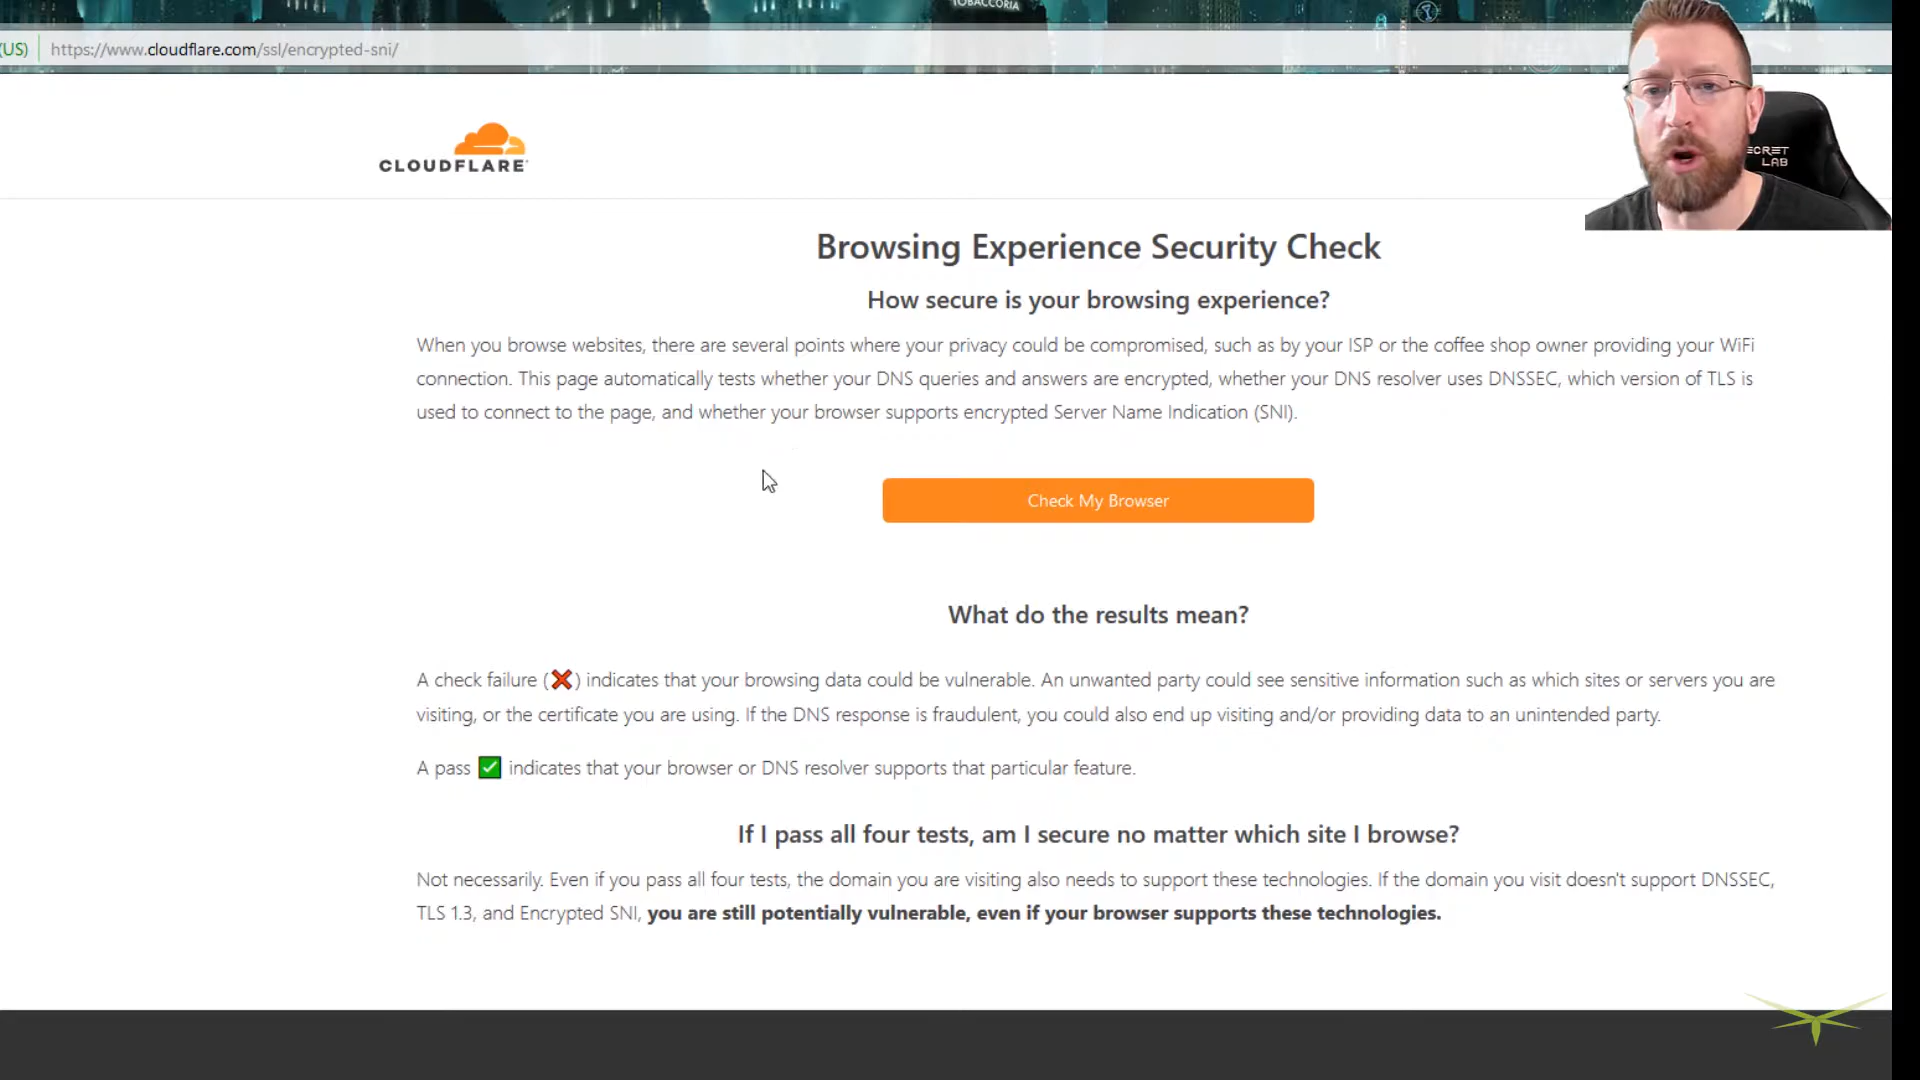 TOBACCORIA
(US) https://www.cloudflare.com/ssl/encrypted-sni/
CLOUDFLARE
ECRET
LAB
Browsing Experience Security Check
How secure is your browsing experience?
When you browse websites, there are several points where your privacy could be compromised, such as by your ISP or the coffee shop owner providing your WiFi
connection. This page automatically tests whether your DNS queries and answers are encrypted, whether your DNS resolver uses DNSSEC, which version of TLS is
used to connect to the page, and whether your browser supports encrypted Server Name Indication (SNI).
Check My Browser
What do the results mean?
A check failure (❌) indicates that your browsing data could be vulnerable. An unwanted party could see sensitive information such as which sites or servers you are
visiting, or the certificate you are using. If the DNS response is fraudulent, you could also end up visiting and/or providing data to an unintended party.
A pass ✅ indicates that your browser or DNS resolver supports that particular feature.
If I pass all four tests, am I secure no matter which site I browse?
Not necessarily. Even if you pass all four tests, the domain you are visiting also needs to support these technologies. If the domain you visit doesn't support DNSSEC,
TLS 1.3, and Encrypted SNI, you are still potentially vulnerable, even if your browser supports these technologies.